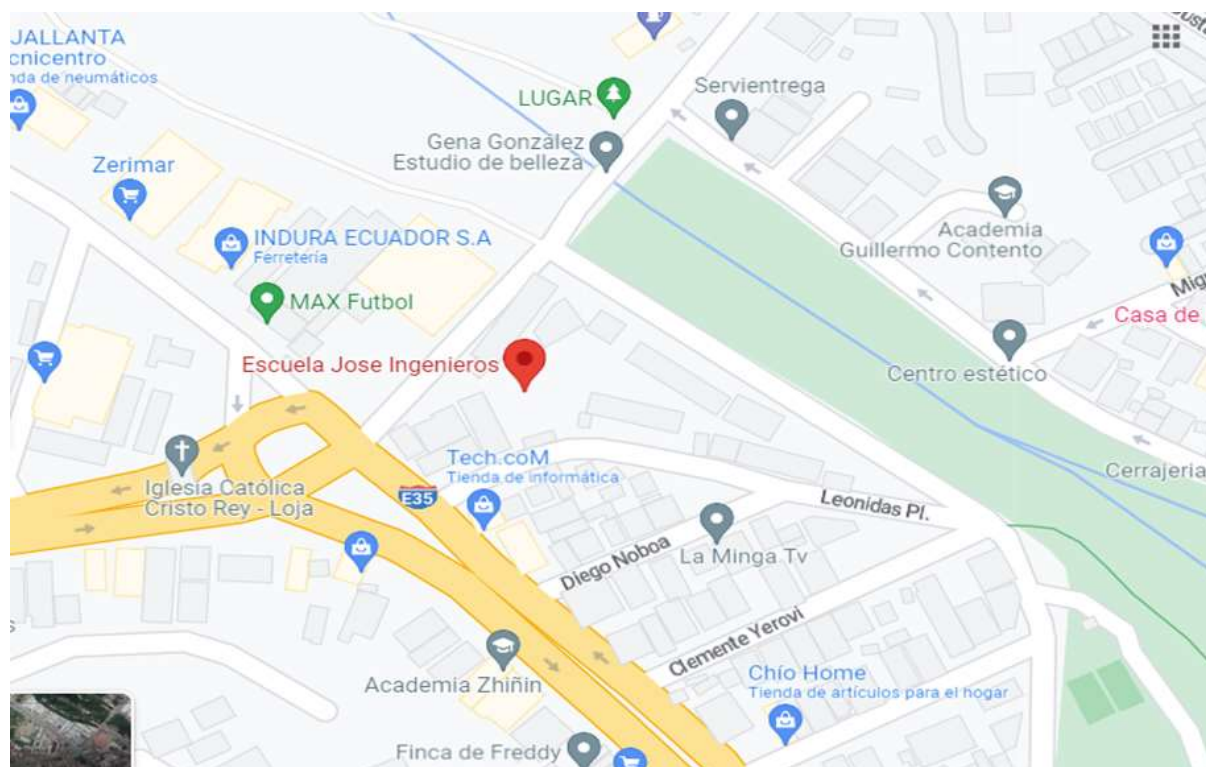 JALLANTA
cnicentro
nda de neumáticos
LUGAR
Servientrega
Gena González
Estudio de belleza
Zerimar
Academia
Guillermo Contento
INDURA ECUADOR S.A
Ferretería
MAX Futbol
Mig
Casa de
Escuela Jose Ingenieros
Centro estético
Tech.coM
Tienda de informática
Cerrajeria
Iglesia Católica
Cristo Rey - Loja
E35
Leonidas Pl.
La Minga Tv
Diego Noboa
Clemente Yerovi
Academia Zhiñin
Chío Home
Tienda de artículos para el hogar
Finca de Freddy